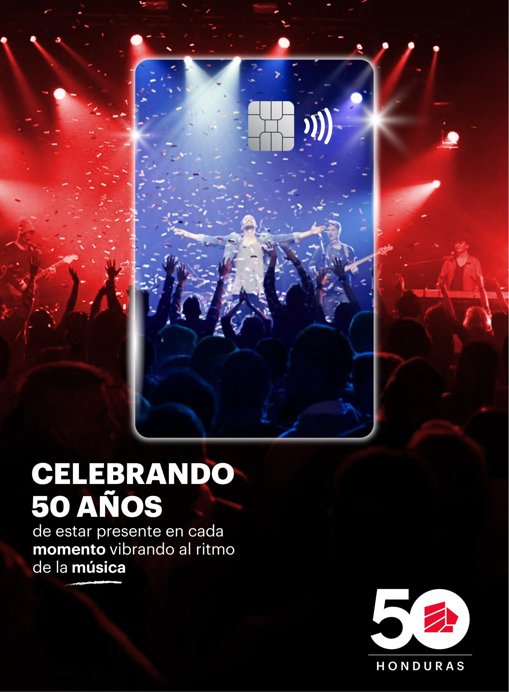 CELEBRANDO
50 AÑOS
de estar presente en cada
momento vibrando al ritmo
de la música
50
HONDURAS